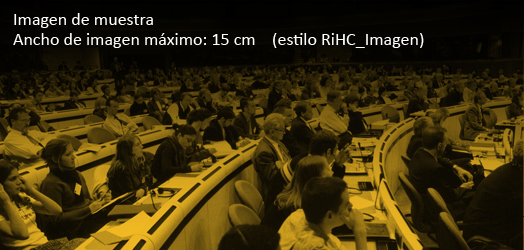 Imagen de muestra
Ancho de imagen máximo: 15 cm (estilo RiHC_Imagen)